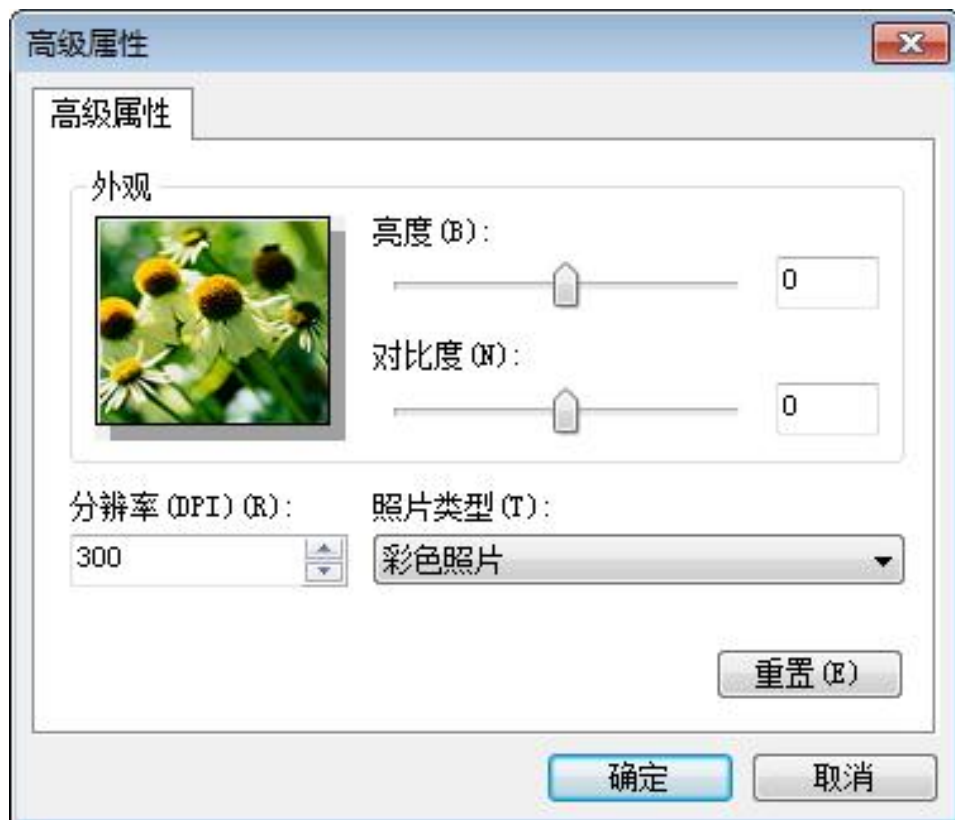 高级属性
高级属性
外观
亮度(B):
0
对比度(N):
0
分辨率(DPI)(R):
照片类型(T):
300
彩色照片
重置(E)
确定
取消